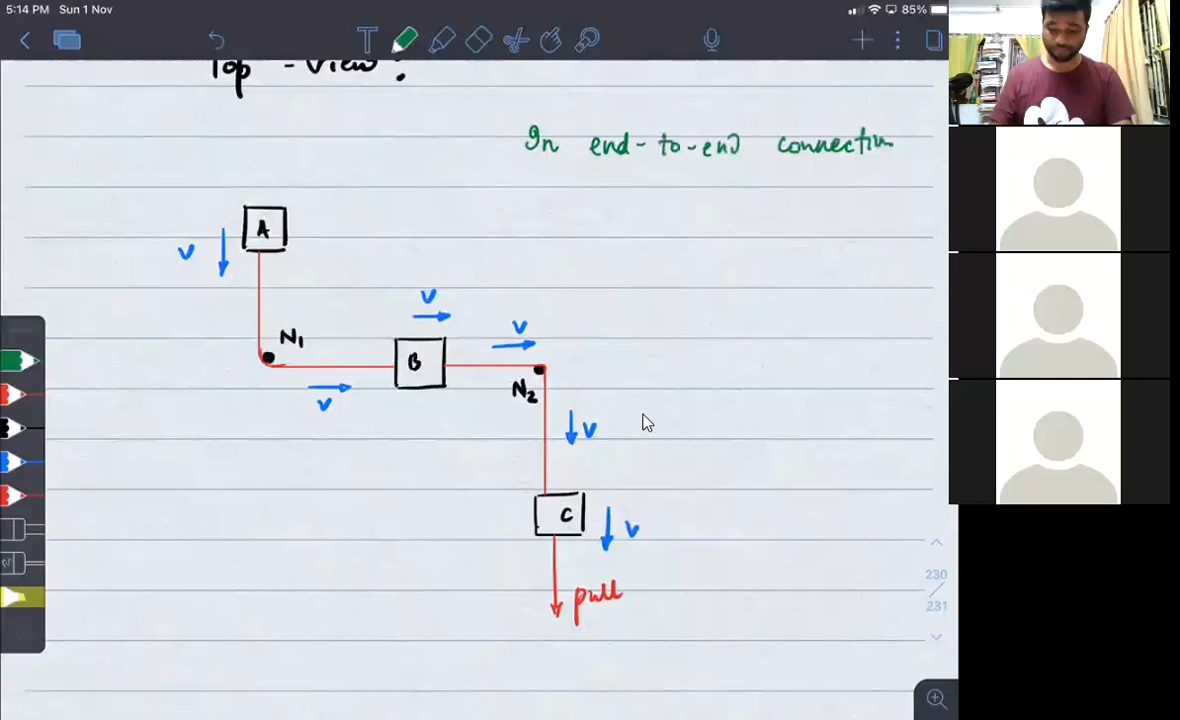 5:14 PM Sun 1 Nov
85%
Top - View :
In end-to-end connection
A
V
N1
V
B
V
V
N2
V
C
V
pull
230
/
231